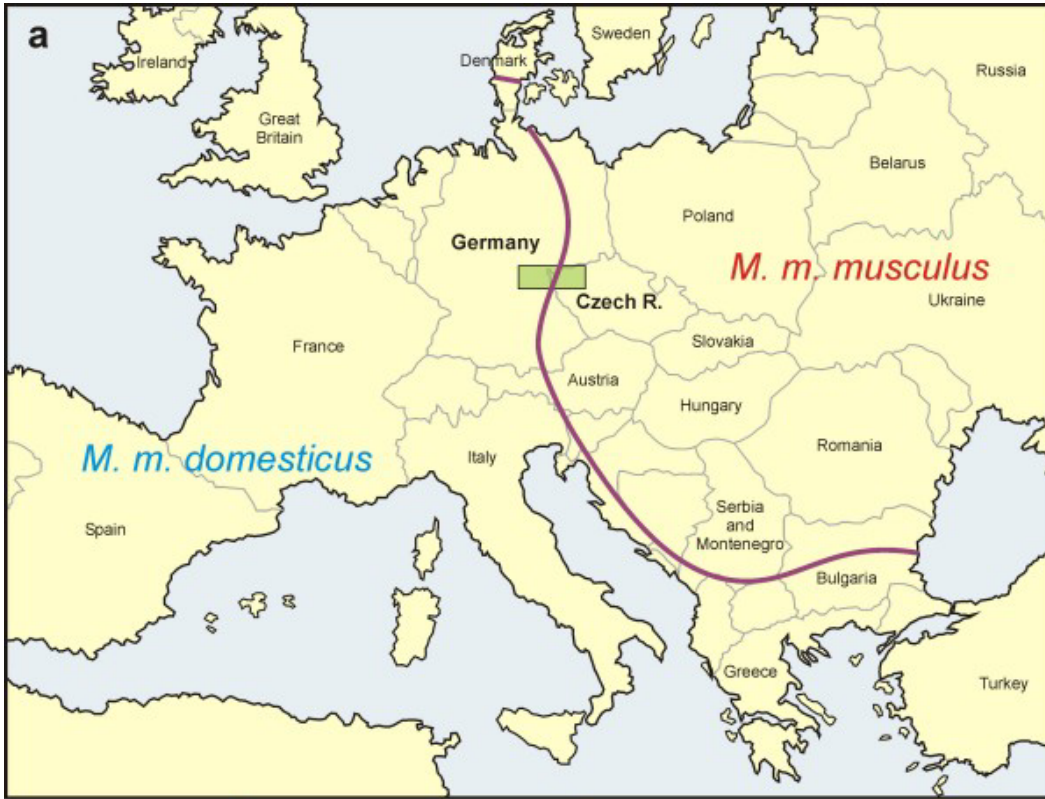 a
Sweden
Ireland
Denmark
Russia
Great
Britain
Belarus
Poland
Germany
M. m. musculus
Ukraine
Czech R.
France
Slovakia
Austria
Hungary
Romania
M. m. domesticus
Italy
Serbia
and
Montenegro
Spain
Bulgaria
Greece
Turkey